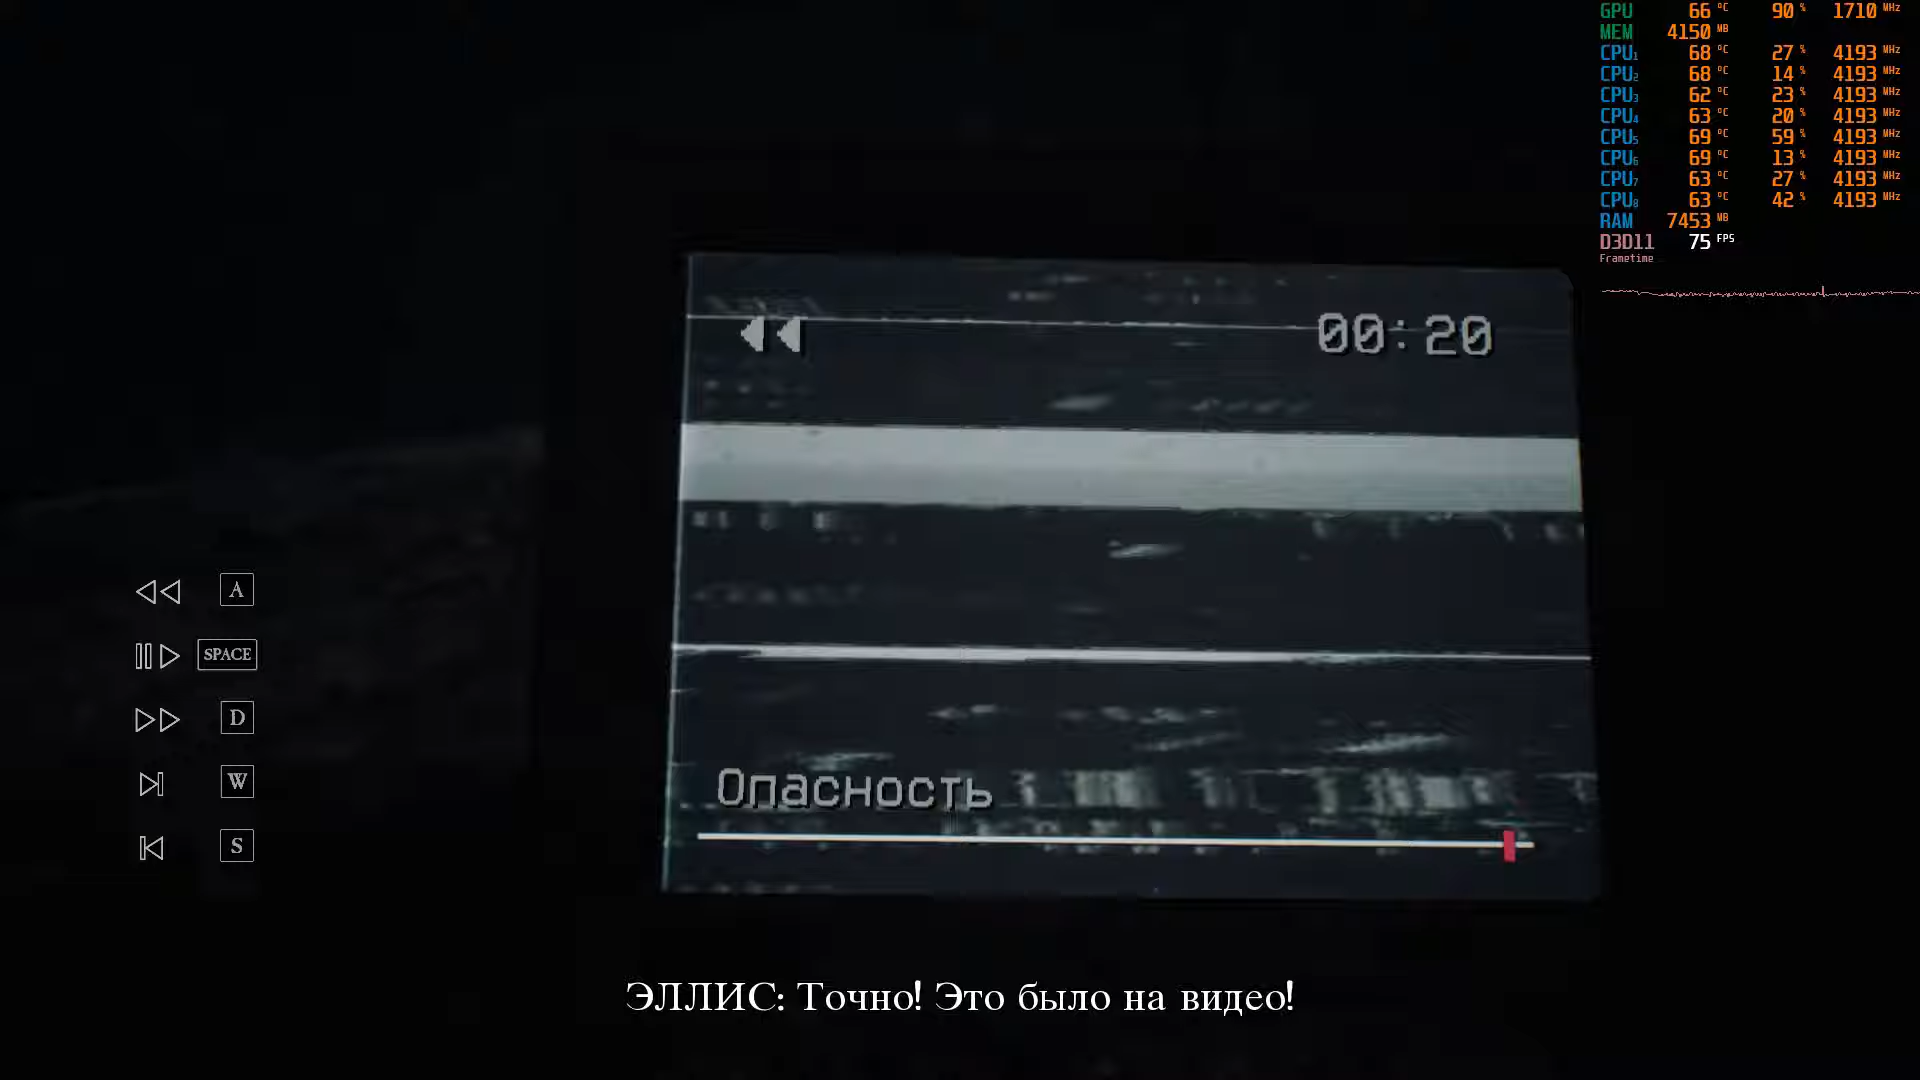 GPU 66 °C 90 % 1710 MHz
MEM 4150 MB
CPU1 68 °C 27 % 4193 MHz
CPU2 68 °C 14 % 4193 MHz
CPU3 62 °C 23 % 4193 MHz
CPU4 63 °C 20 % 4193 MHz
CPU5 69 °C 59 % 4193 MHz
CPU6 69 °C 13 % 4193 MHz
CPU7 63 °C 27 % 4193 MHz
CPU8 63 °C 42 % 4193 MHz
RAM 7453 MB
D3D11 75 FPS
Frametime
00:20
A
SPACE
D
W
S
Опасность
ЭЛЛИС: Точно! Это было на видео!